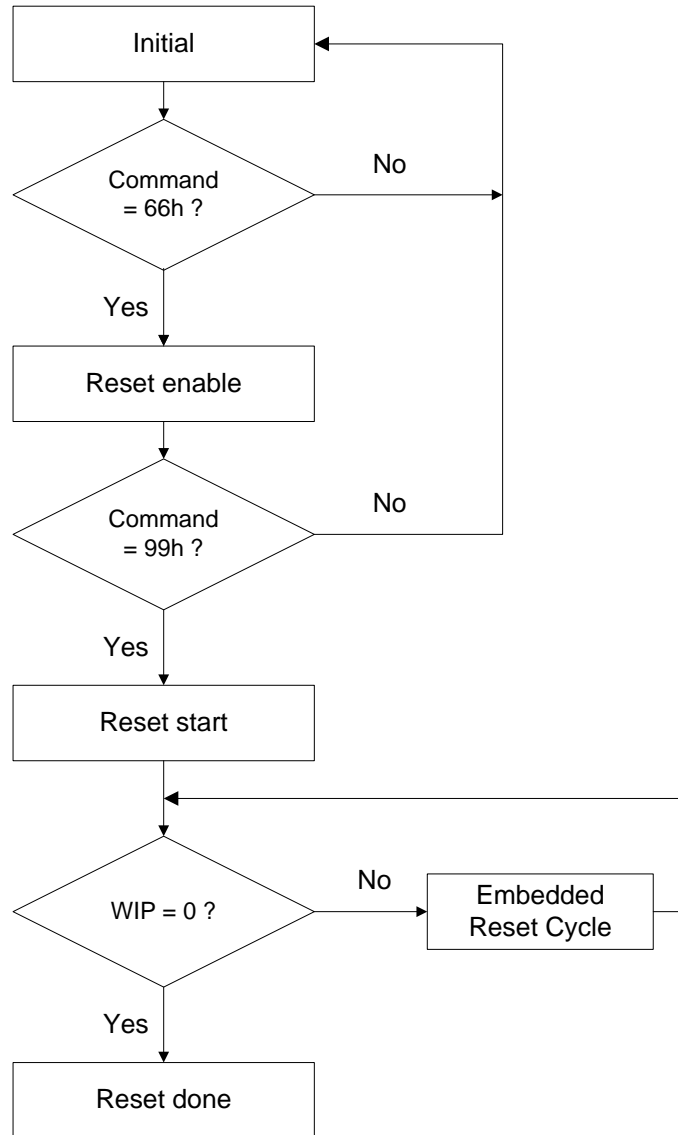 Initial
Command
= 66h ?
No
Yes
Reset enable
Command
= 99h ?
No
Yes
Reset start
WIP = 0 ?
No
Embedded
Reset Cycle
Yes
Reset done